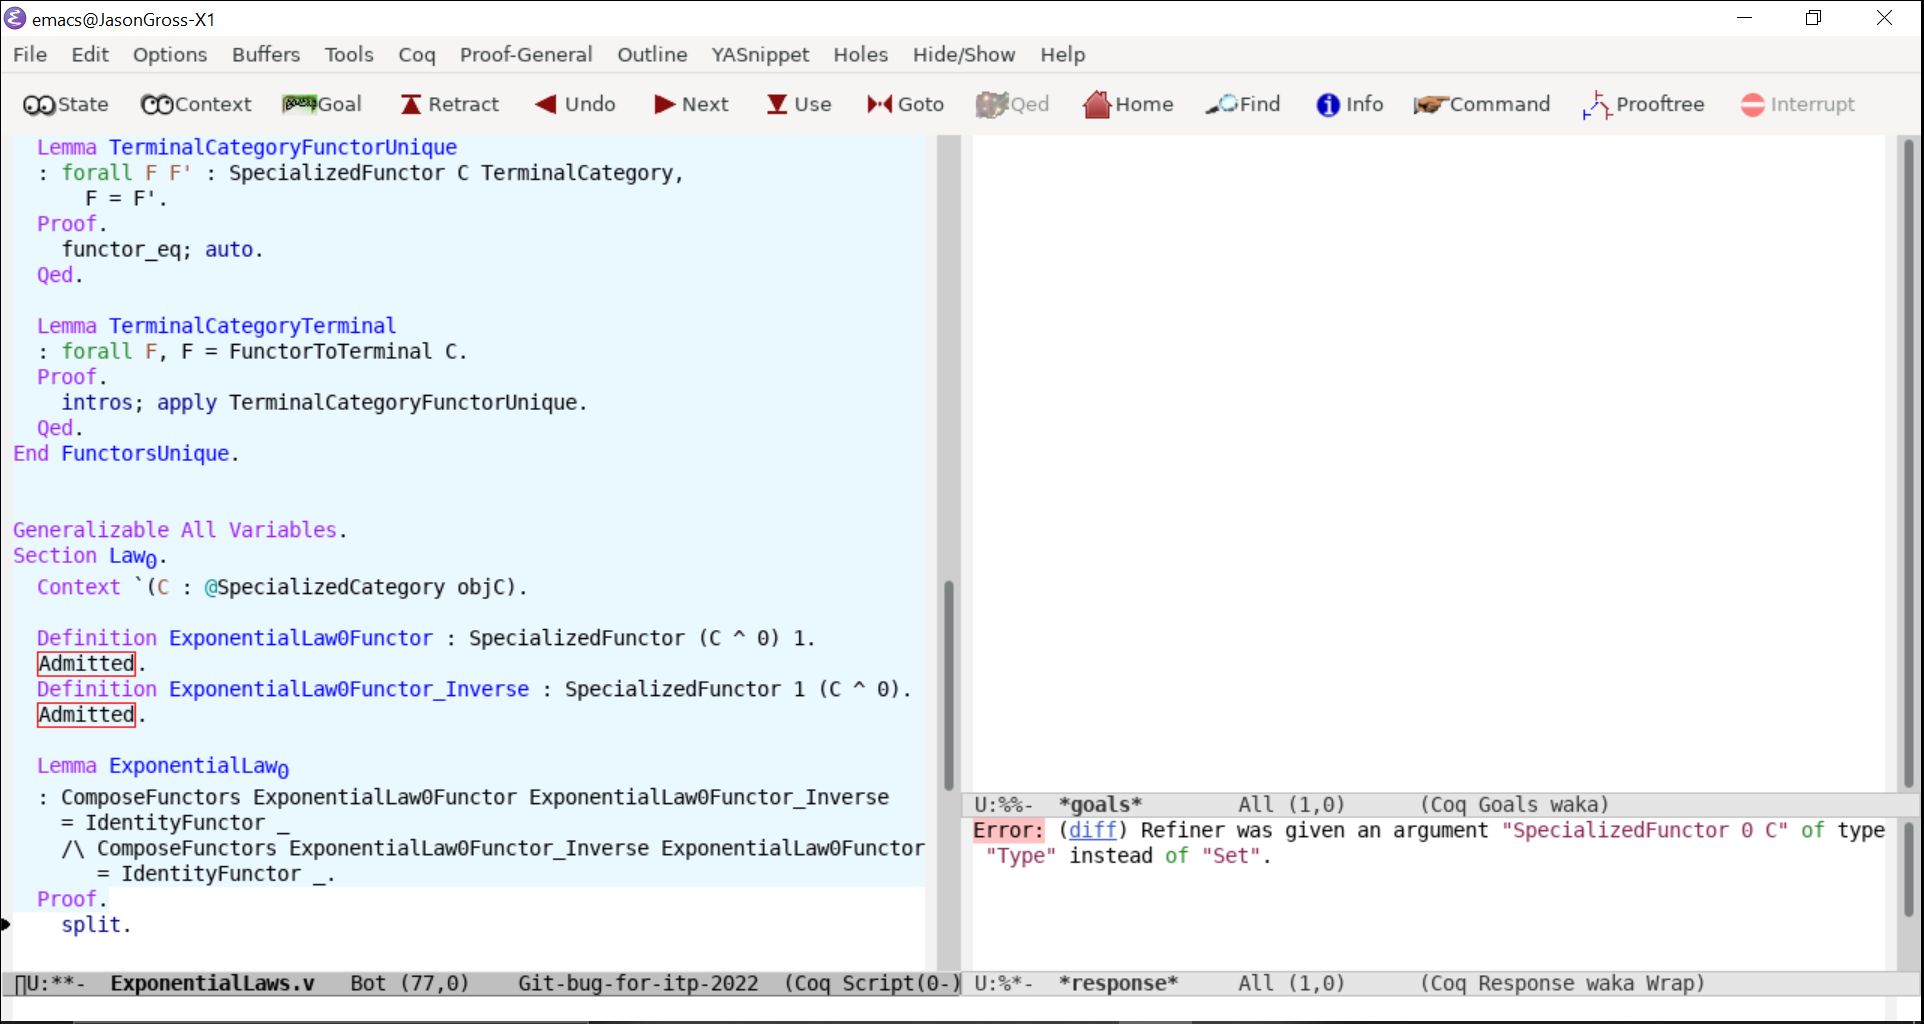 emacs@JasonGross-X1
File Edit Options Buffers Tools Coq Proof-General Outline YASnippet Holes Hide/Show Help
State Context Goal Retract Undo Next Use Goto Qed Home Find Info Command Prooftree Interrupt
Lemma TerminalCategoryFunctorUnique
: forall F F' : SpecializedFunctor C TerminalCategory,
F = F'.
Proof.
functor_eq; auto.
Qed.
Lemma TerminalCategoryTerminal
: forall F, F = FunctorToTerminal C.
Proof.
intros; apply TerminalCategoryFunctorUnique.
Qed.
End FunctorsUnique.
Generalizable All Variables.
Section Law₀.
Context `(C : @SpecializedCategory objC).
Definition ExponentialLaw0Functor : SpecializedFunctor (C ^ 0) 1.
Admitted.
Definition ExponentialLaw0Functor_Inverse : SpecializedFunctor 1 (C ^ 0).
Admitted.
Lemma ExponentialLaw₀
: ComposeFunctors ExponentialLaw0Functor ExponentialLaw0Functor_Inverse
= IdentityFunctor _
/\ ComposeFunctors ExponentialLaw0Functor_Inverse ExponentialLaw0Functor
= IdentityFunctor _.
Proof.
split.
U:**- ExponentialLaws.v Bot (77,0) Git-bug-for-itp-2022 (Coq Script(0-)
U:%%- *goals* All (1,0) (Coq Goals waka)
Error: (diff) Refiner was given an argument "SpecializedFunctor 0 C" of type
"Type" instead of "Set".
U:%*- *response* All (1,0) (Coq Response waka Wrap)